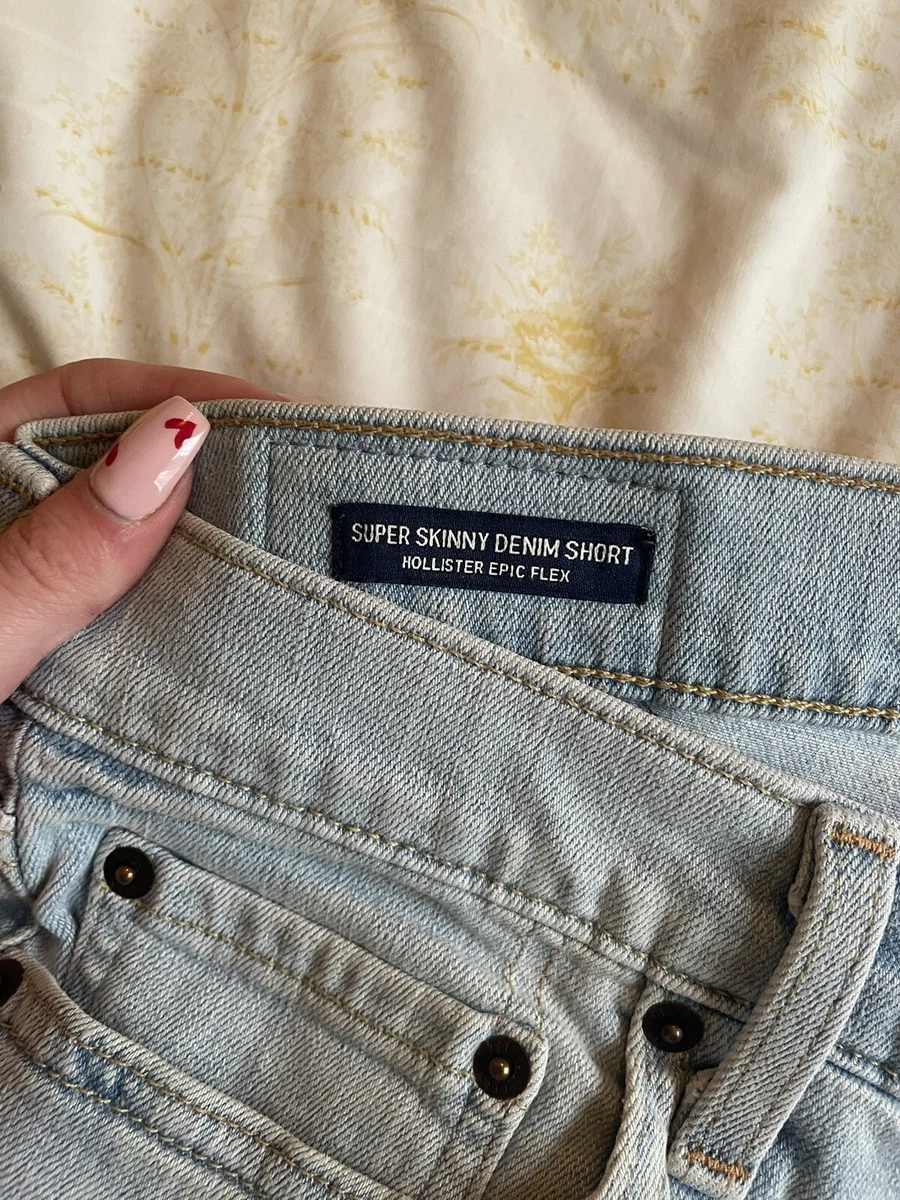 SUPER SKINNY DENIM SHORT
HOLLISTER EPIC FLEX